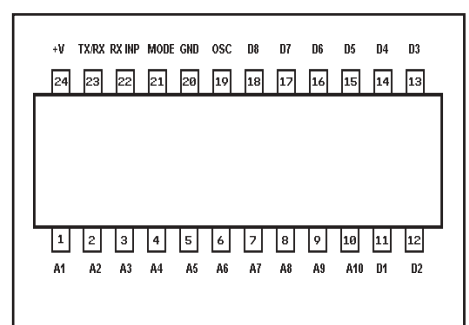 +V TX/RX RX INP MODE GND OSC D8 D7 D6 D5 D4 D3
24 23 22 21 20 19 18 17 16 15 14 13
1 2 3 4 5 6 7 8 9 10 11 12
A1 A2 A3 A4 A5 A6 A7 A8 A9 A10 D1 D2